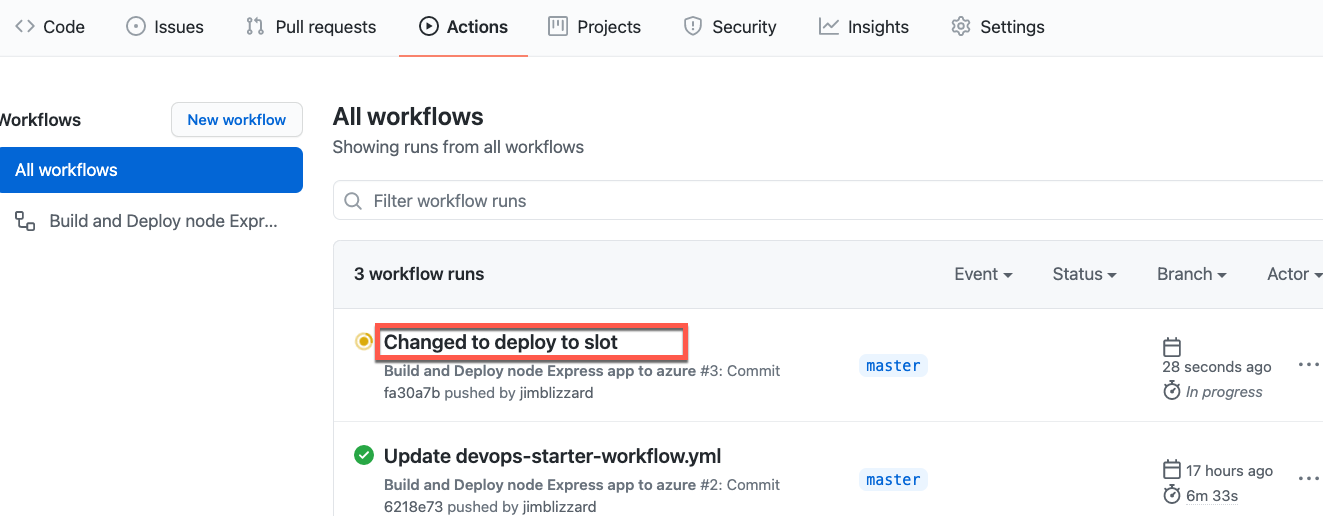 Code Issues Pull requests Actions Projects Security Insights Settings
Workflows New workflow
All workflows
Build and Deploy node Expr...
All workflows
Showing runs from all workflows
Filter workflow runs
3 workflow runs Event Status Branch Actor
Changed to deploy to slot
Build and Deploy node Express app to azure #3: Commit
fa30a7b pushed by jimblizzard
master
28 seconds ago
In progress
Update devops-starter-workflow.yml
Build and Deploy node Express app to azure #2: Commit
6218e73 pushed by jimblizzard
master
17 hours ago
6m 33s